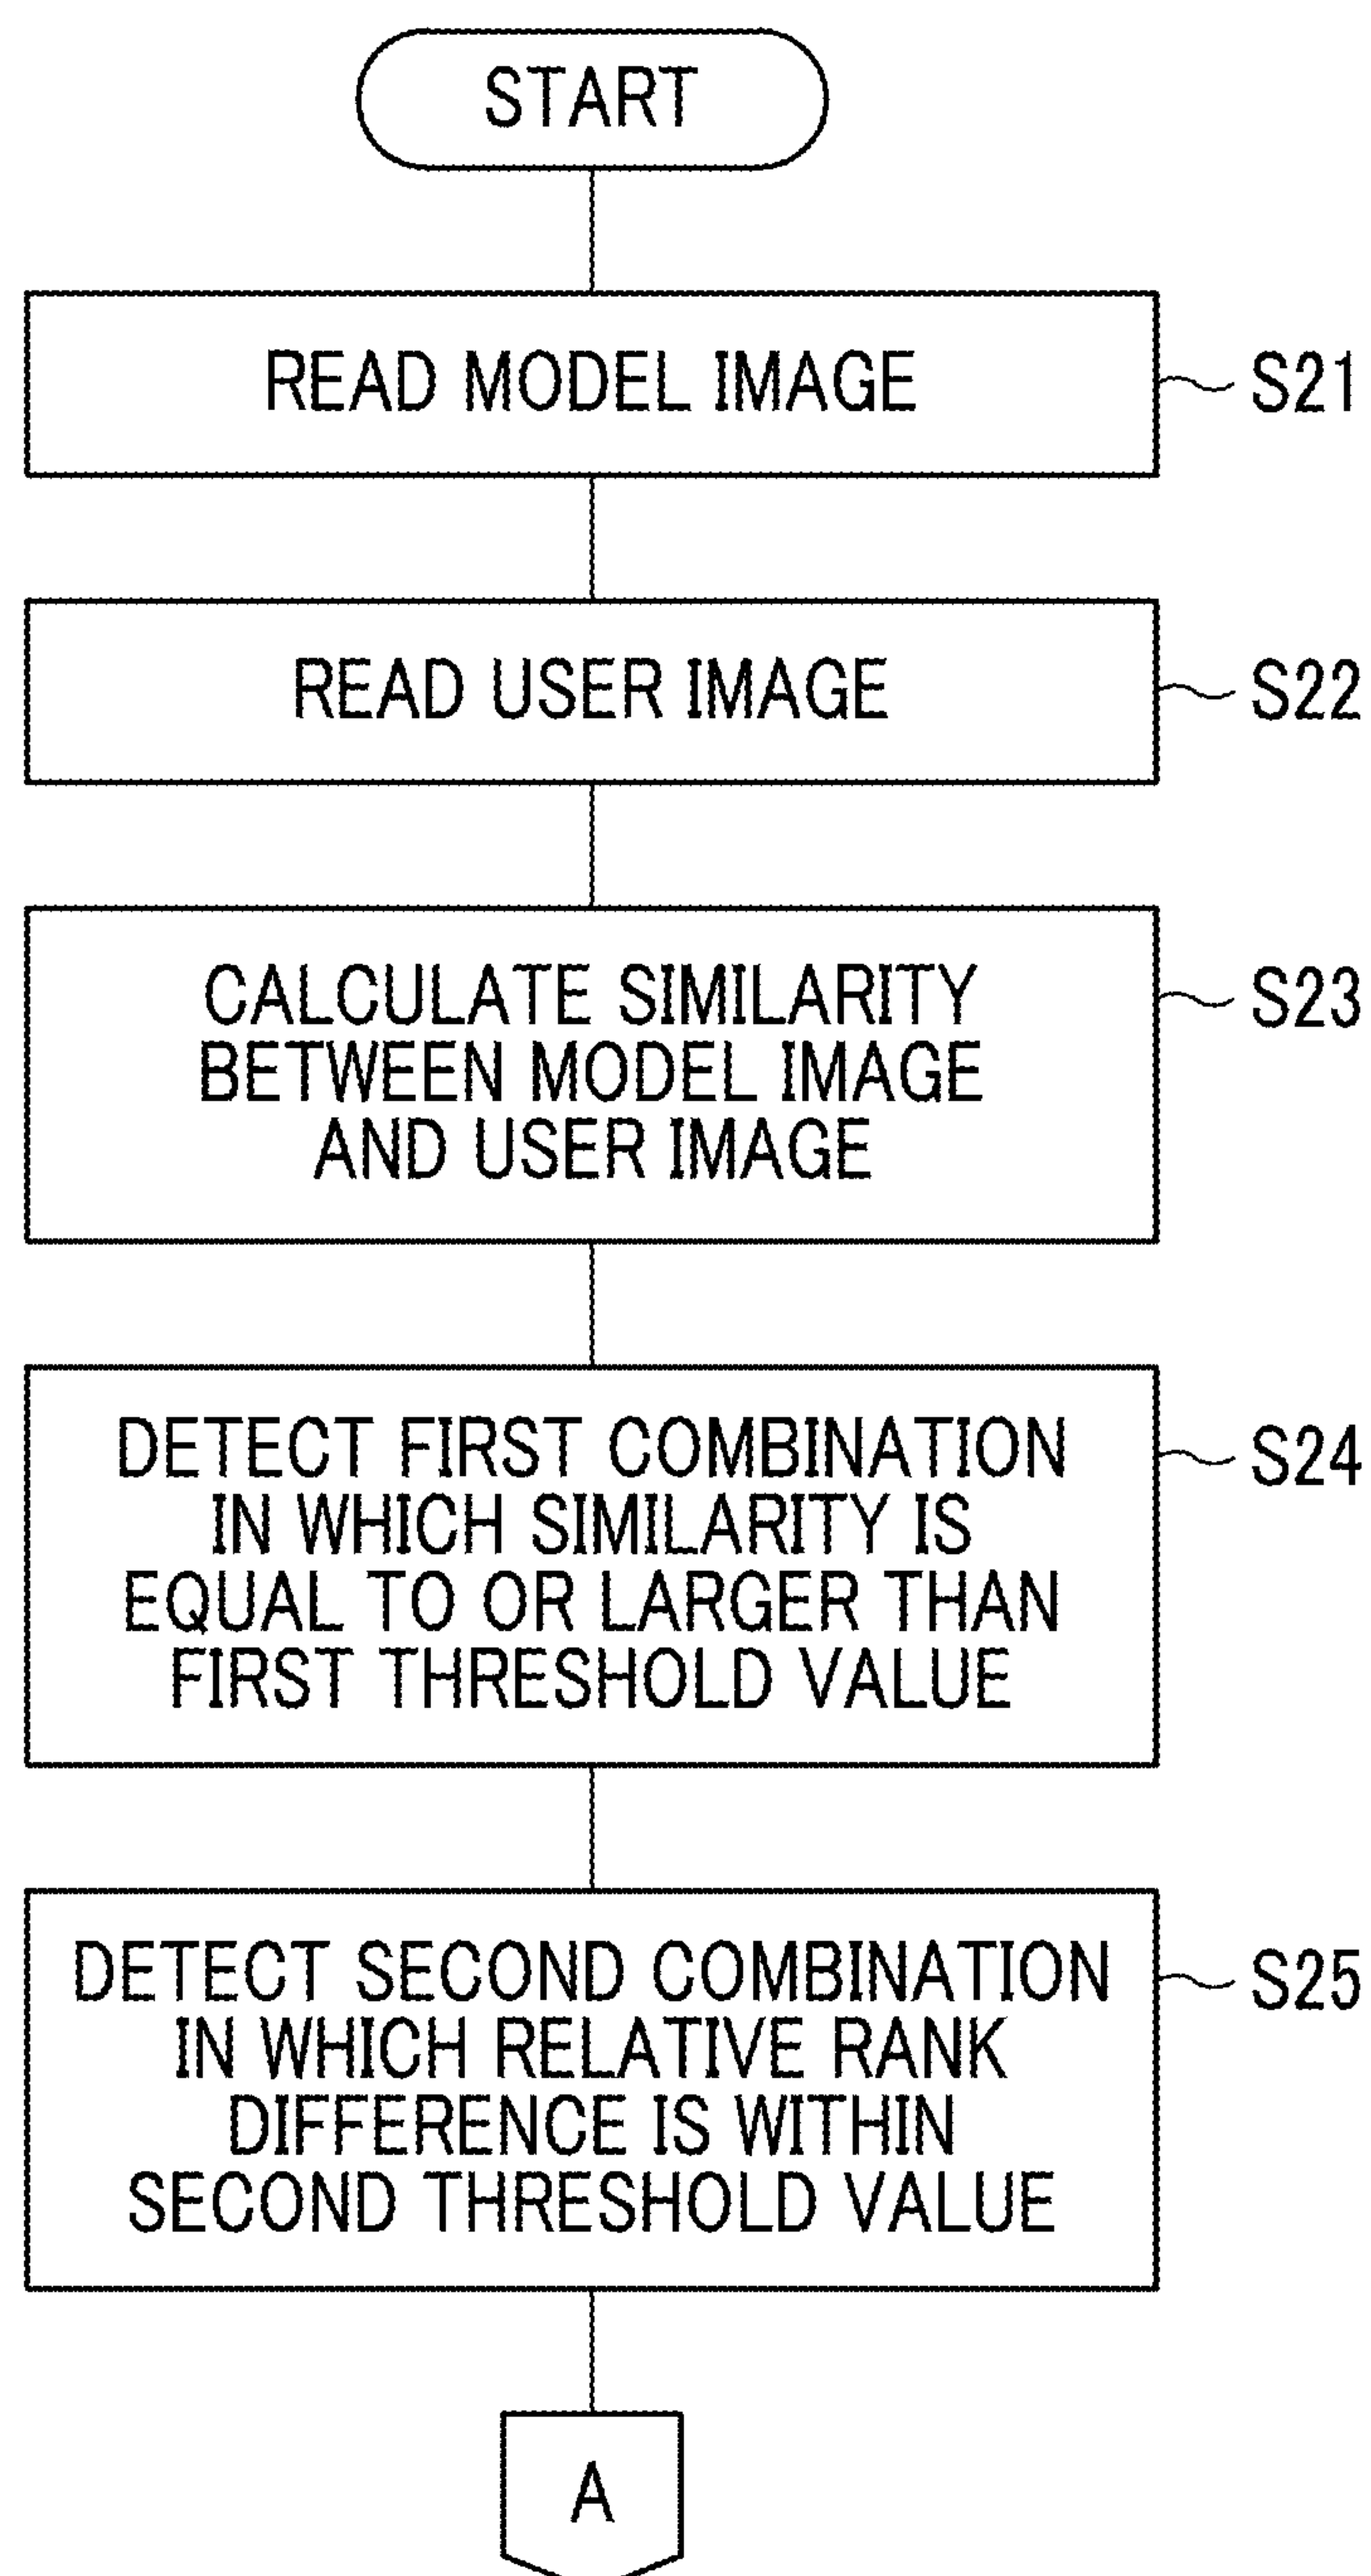 START
READ MODEL IMAGE
S21
READ USER IMAGE
S22
CALCULATE SIMILARITY
BETWEEN MODEL IMAGE
AND USER IMAGE
S23
DETECT FIRST COMBINATION
IN WHICH SIMILARITY IS
EQUAL TO OR LARGER THAN
FIRST THRESHOLD VALUE
S24
DETECT SECOND COMBINATION
IN WHICH RELATIVE RANK
DIFFERENCE IS WITHIN
SECOND THRESHOLD VALUE
S25
A